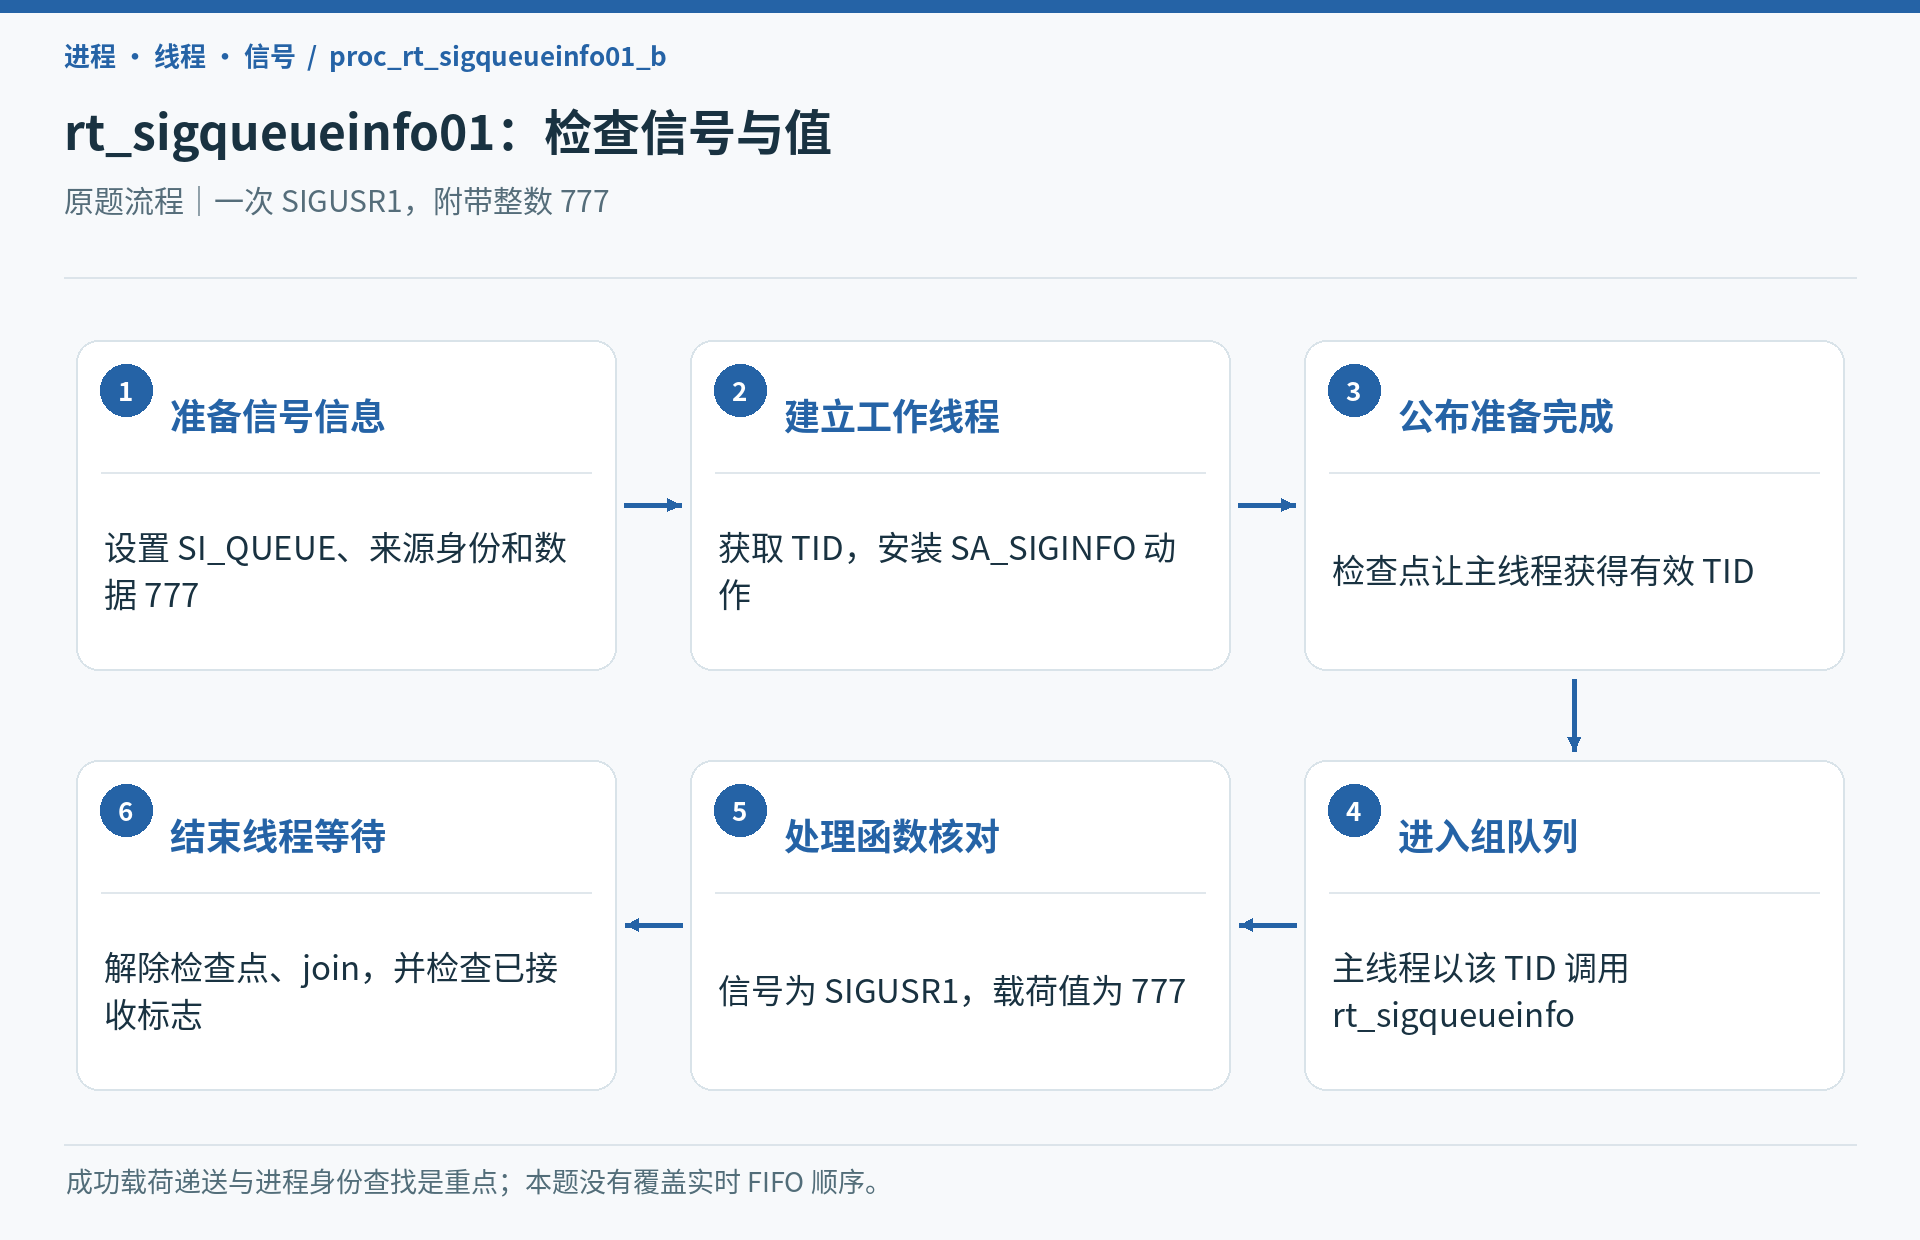 进程 · 线程 · 信号 / proc_rt_sigqueueinfo01_b
rt_sigqueueinfo01：检查信号与值
原题流程｜一次 SIGUSR1，附带整数 777
1
准备信号信息
设置 SI_QUEUE、来源身份和数
据 777
2
建立工作线程
获取 TID，安装 SA_SIGINFO 动
作
3
公布准备完成
检查点让主线程获得有效 TID
4
进入组队列
主线程以该 TID 调用
rt_sigqueueinfo
5
处理函数核对
信号为 SIGUSR1，载荷值为 777
6
结束线程等待
解除检查点、join，并检查已接
收标志
成功载荷递送与进程身份查找是重点；本题没有覆盖实时 FIFO 顺序。